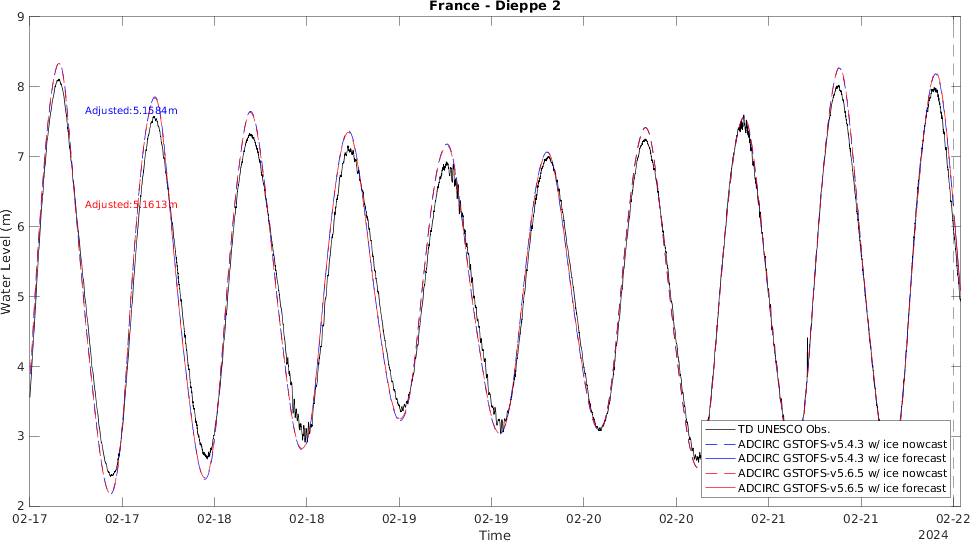 France - Dieppe 2
9
8
7
6
5
4
3
2
Water Level (m)
Adjusted:5.1584m
Adjusted:5.1613m
TD UNESCO Obs.
ADCIRC GSTOFS-v5.4.3 w/ ice nowcast
ADCIRC GSTOFS-v5.4.3 w/ ice forecast
ADCIRC GSTOFS-v5.6.5 w/ ice nowcast
ADCIRC GSTOFS-v5.6.5 w/ ice forecast
02-17 02-17 02-18 02-18 02-19 02-19 02-20 02-20 02-21 02-21 02-22
Time
2024